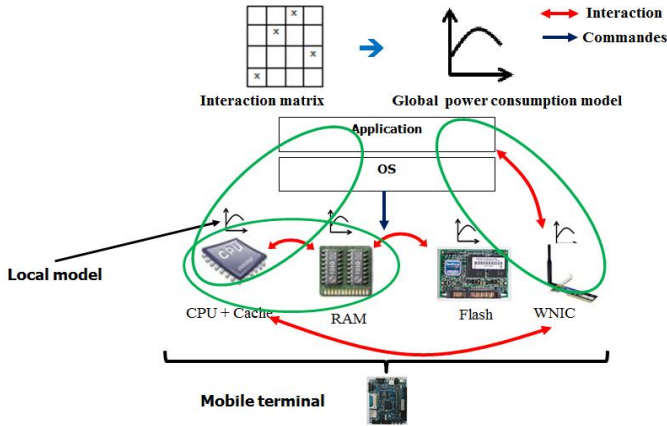 Interaction
Commandes
Interaction matrix
Global power consumption model
Application
OS
CPU
Local model
CPU + Cache
RAM
Flash
WNIC
Mobile terminal